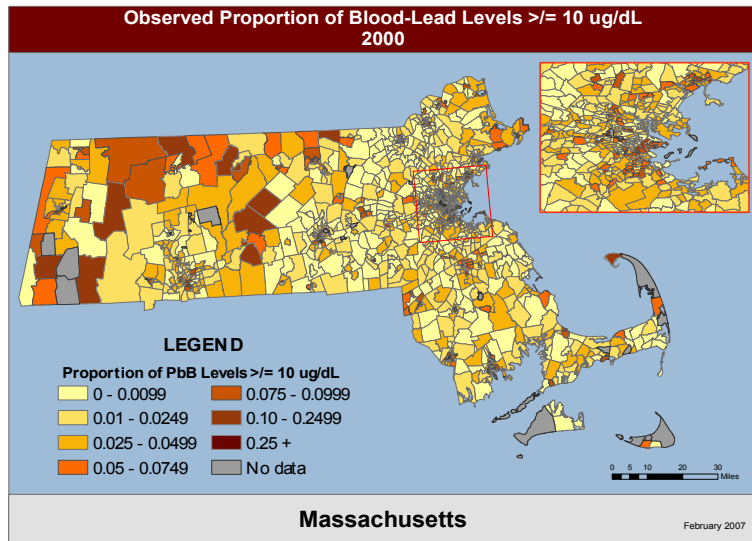 Observed Proportion of Blood-Lead Levels >/= 10 ug/dL
2000
LEGEND
Proportion of PbB Levels >/= 10 ug/dL
0 - 0.0099
0.01 - 0.0249
0.025 - 0.0499
0.05 - 0.0749
0.075 - 0.0999
0.10 - 0.2499
0.25 +
No data
0 5 10 20 30
Miles
Massachusetts
February 2007